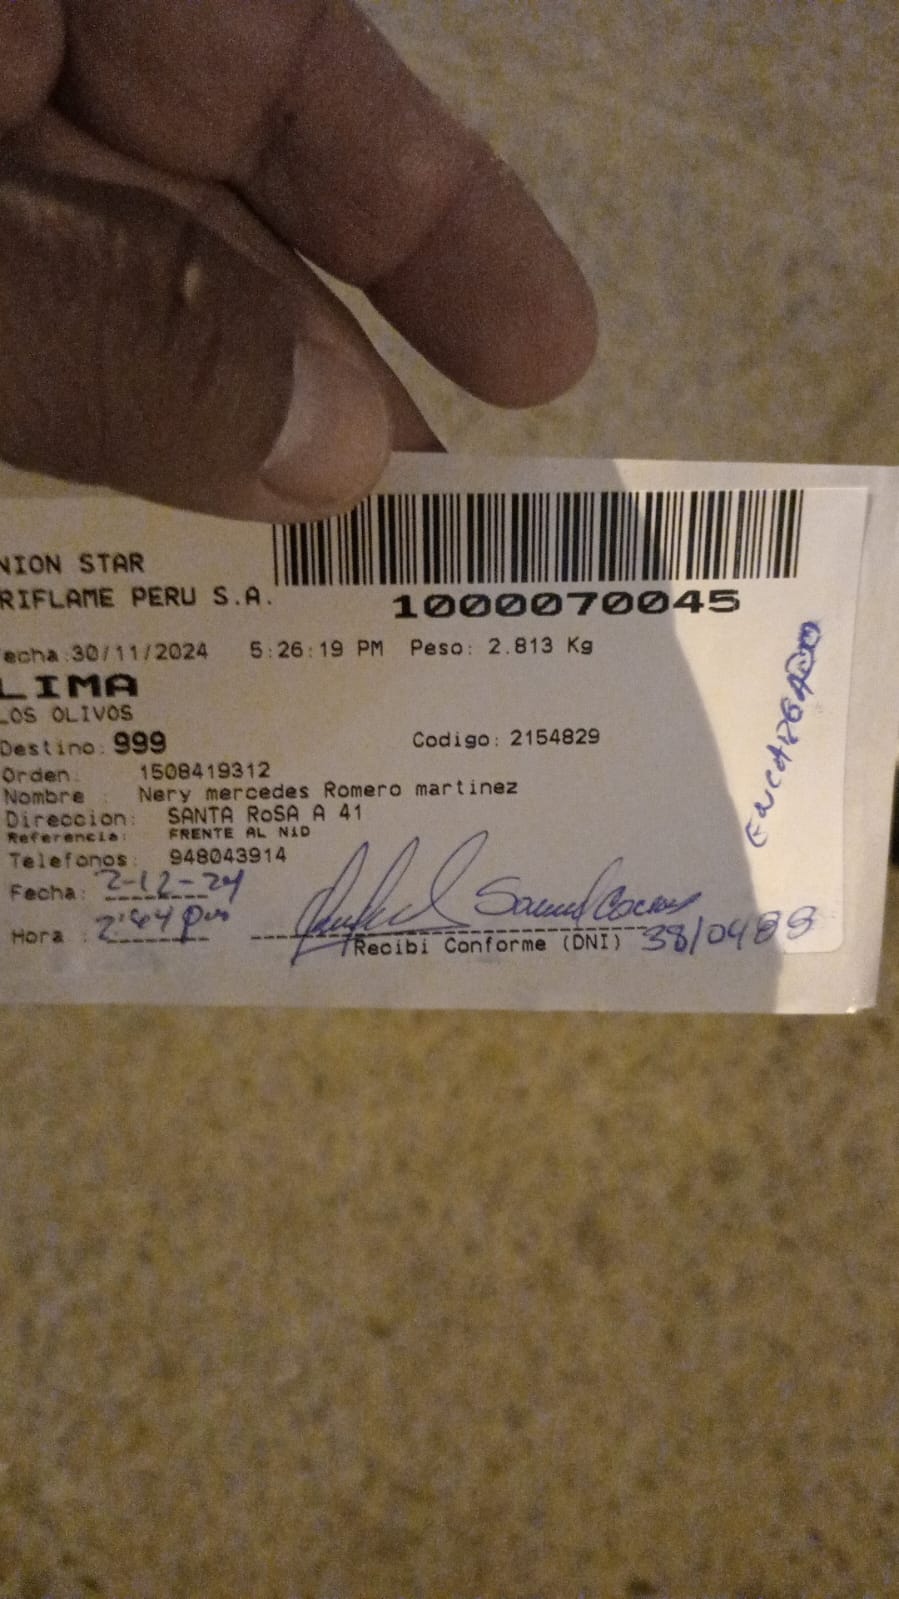 NION STAR
RIFLAME PERU S.A.
1000070045
echa:30/11/2024 5:26:19 PM Peso: 2.813 Kg
LIMA
LOS OLIVOS
Destino: 999 Codigo: 2154829
Orden: 1508419312
Nombre : Nery mercedes Romero martinez
Direccion: SANTA RoSA A 41
Referencia: FRENTE AL NiD
Telefonos: 948043914
Fecha: 2-12-24
Hora : 2:44 pm
Recibi Conforme (DNI)